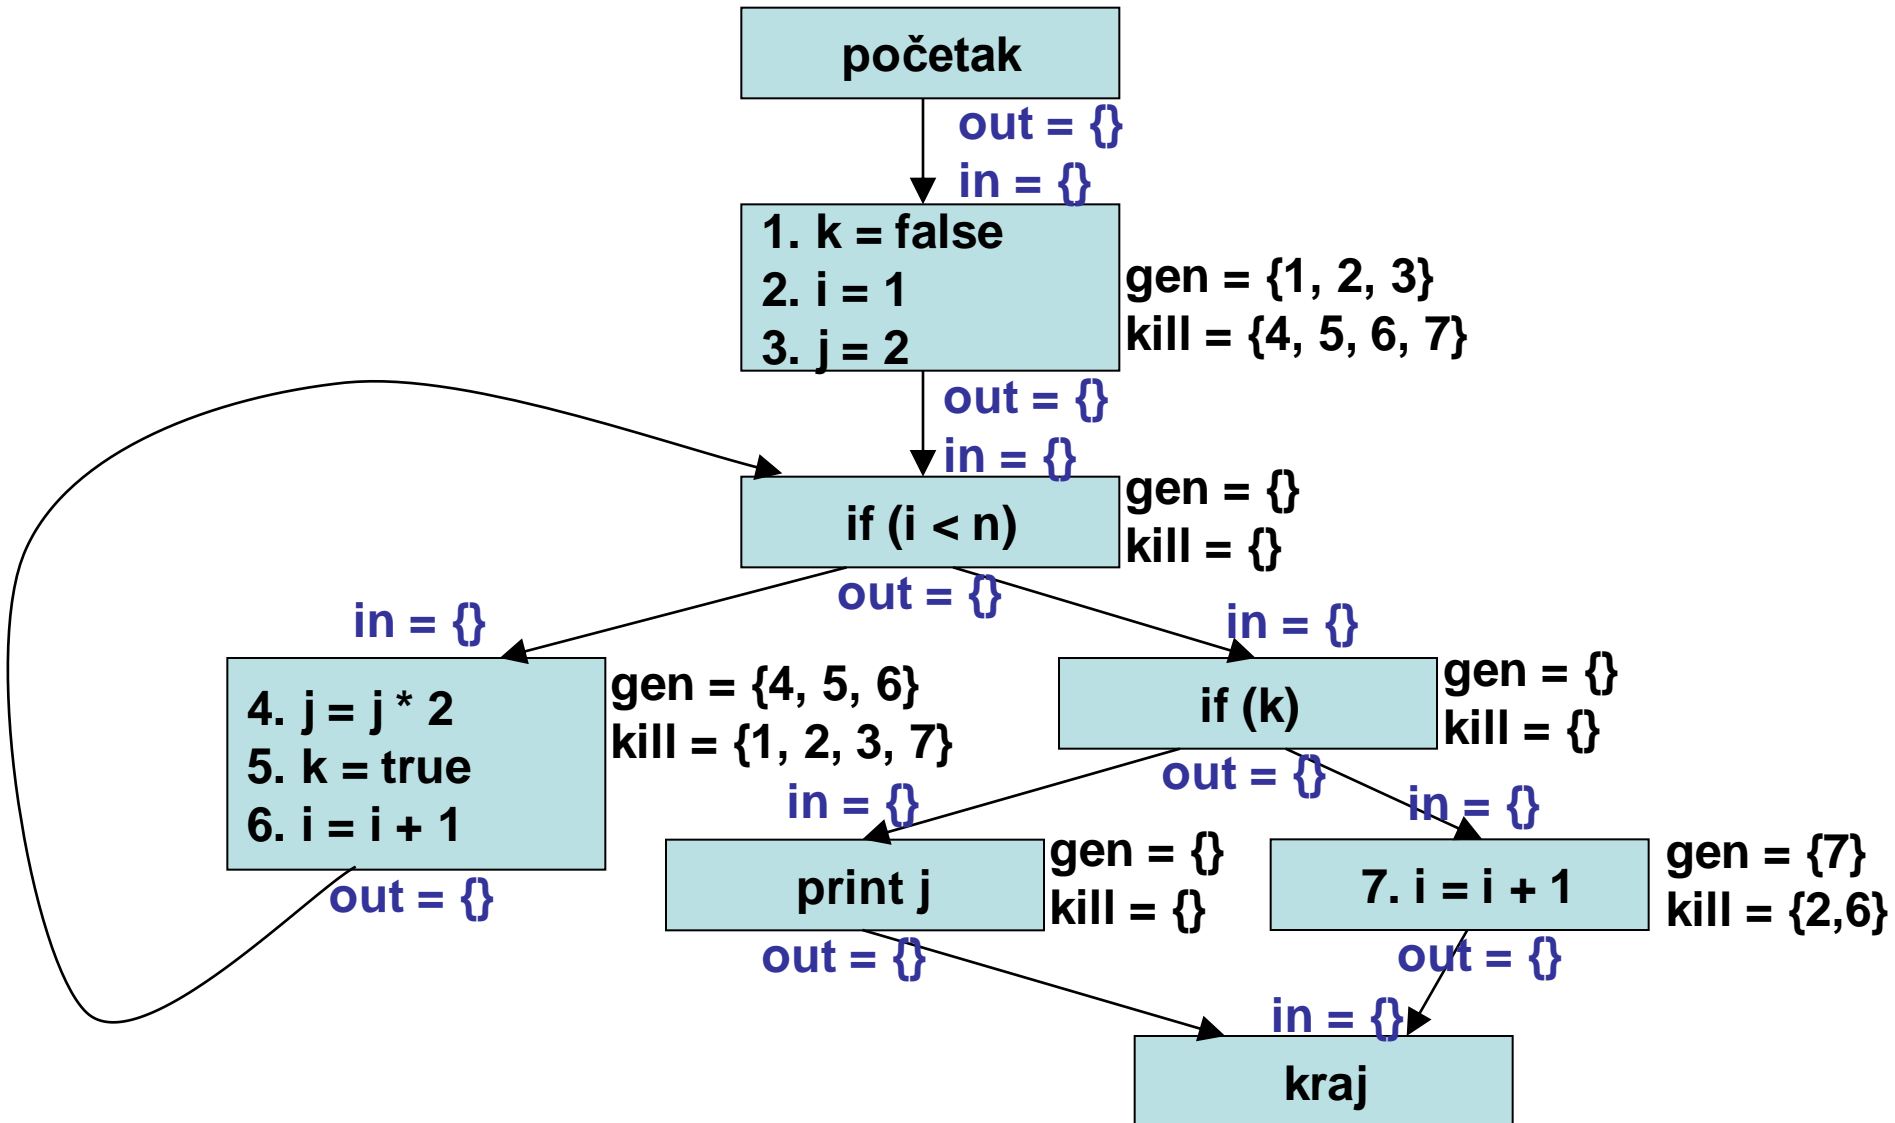 početak
out = {}
in = {}
1. k = false
2. i = 1
3. j = 2
gen = {1, 2, 3}
kill = {4, 5, 6, 7}
out = {}
in = {}
if (i < n)
gen = {}
kill = {}
out = {}
in = {}
in = {}
4. j = j * 2
5. k = true
6. i = i + 1
gen = {4, 5, 6}
kill = {1, 2, 3, 7}
out = {}
if (k)
gen = {}
kill = {}
out = {}
in = {}
in = {}
print j
gen = {}
kill = {}
out = {}
7. i = i + 1
gen = {7}
kill = {2,6}
out = {}
in = {}
kraj